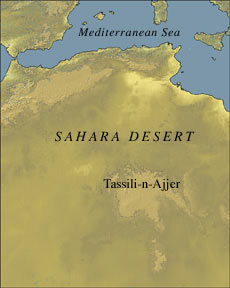 Mediterranean Sea
SAHARA DESERT
Tassili-n-Ajjer